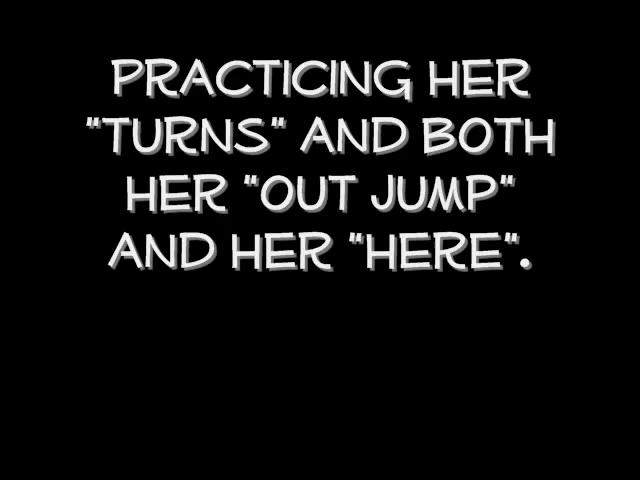 PRACTICING HER
"TURNS" AND BOTH
HER "OUT JUMP"
AND HER "HERE".